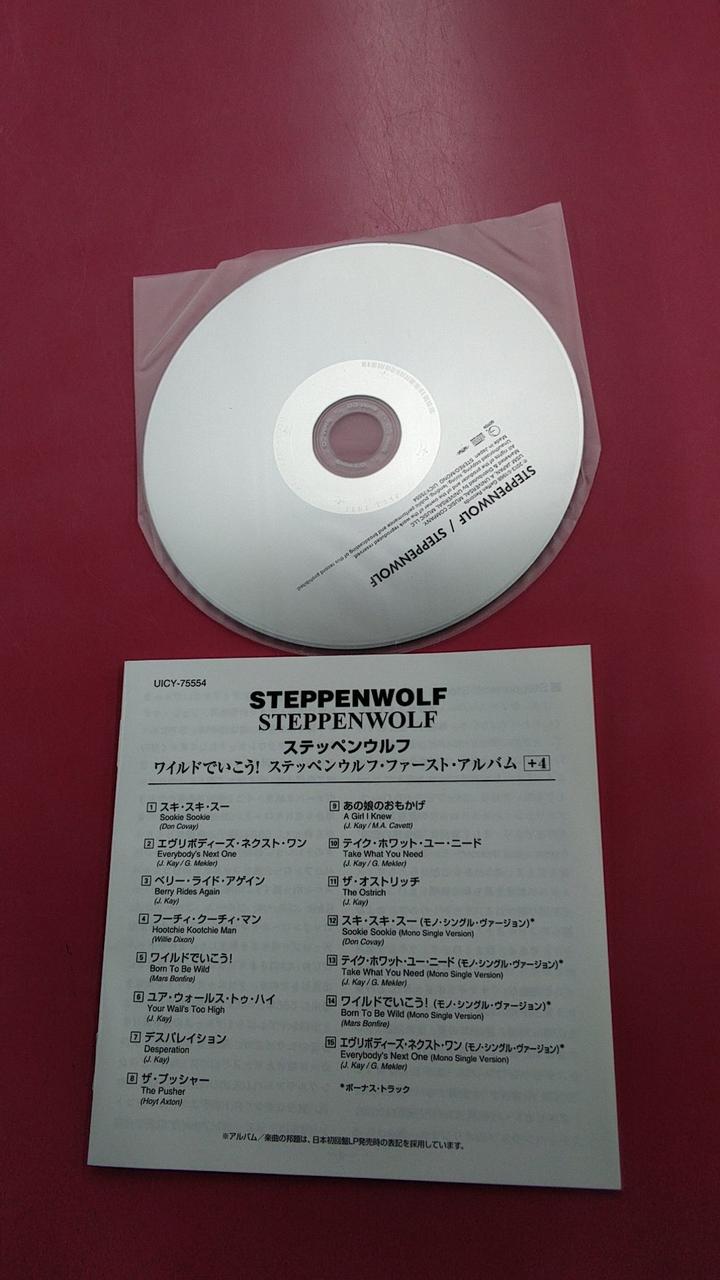 STEPPENWOLF / STEPPENWOLF
UICY-75554
STEPPENWOLF
STEPPENWOLF
ステッペンウルフ
ワイルドでいこう! ステッペンウルフ・ファースト・アルバム +4
1 スキ・スキ・スー
Sookie Sookie
(Don Covay)
2 エヴリボディーズ・ネクスト・ワン
Everybody's Next One
(J. Kay / G. Mekler)
3 ベリー・ライド・アゲイン
Berry Rides Again
(J. Kay)
4 フーチィ・クーチィ・マン
Hootchie Kootchie Man
(Willie Dixon)
5 ワイルドでいこう!
Born To Be Wild
(Mars Bonfire)
6 ユア・ウォールス・トゥ・ハイ
Your Wall's Too High
(J. Kay)
7 デスパレイション
Desperation
(J. Kay)
8 ザ・プッシャー
The Pusher
(Hoyt Axton)
9 あの娘のおもかげ
A Girl I Knew
(J. Kay / M.A. Cavett)
10 テイク・ホワット・ユー・ニード
Take What You Need
(J. Kay / G. Mekler)
11 ザ・オストリッチ
The Ostrich
(J. Kay)
12 スキ・スキ・スー (モノ・シングル・ヴァージョン)*
Sookie Sookie (Mono Single Version)
(Don Covay)
13 テイク・ホワット・ユー・ニード (モノ・シングル・ヴァージョン)*
Take What You Need (Mono Single Version)
(J. Kay / G. Mekler)
14 ワイルドでいこう! (モノ・シングル・ヴァージョン)*
Born To Be Wild (Mono Single Version)
(Mars Bonfire)
15 エヴリボディーズ・ネクスト・ワン (モノ・シングル・ヴァージョン)*
Everybody's Next One (Mono Single Version)
(J. Kay / G. Mekler)
*ボーナス・トラック
※アルバム／楽曲の邦題は、日本初回盤LP発売時の表記を採用しています。